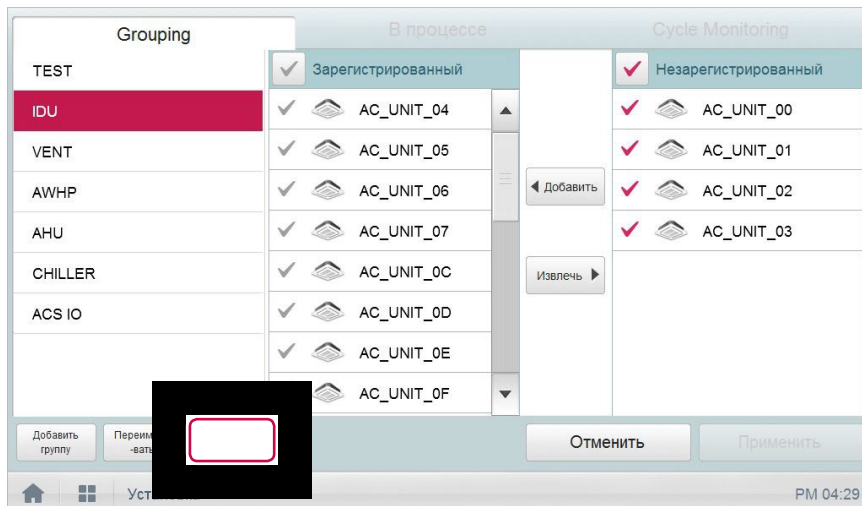 Grouping
В процессе
Cycle Monitoring
TEST
IDU
VENT
AWHP
AHU
CHILLER
ACS IO
Зарегистрированный
AC_UNIT_04
AC_UNIT_05
AC_UNIT_06
AC_UNIT_07
AC_UNIT_0C
AC_UNIT_0D
AC_UNIT_0E
AC_UNIT_0F
Добавить
Извлечь
Незарегистрированный
AC_UNIT_00
AC_UNIT_01
AC_UNIT_02
AC_UNIT_03
Добавить
группу
Отменить
Применить
PM 04:29